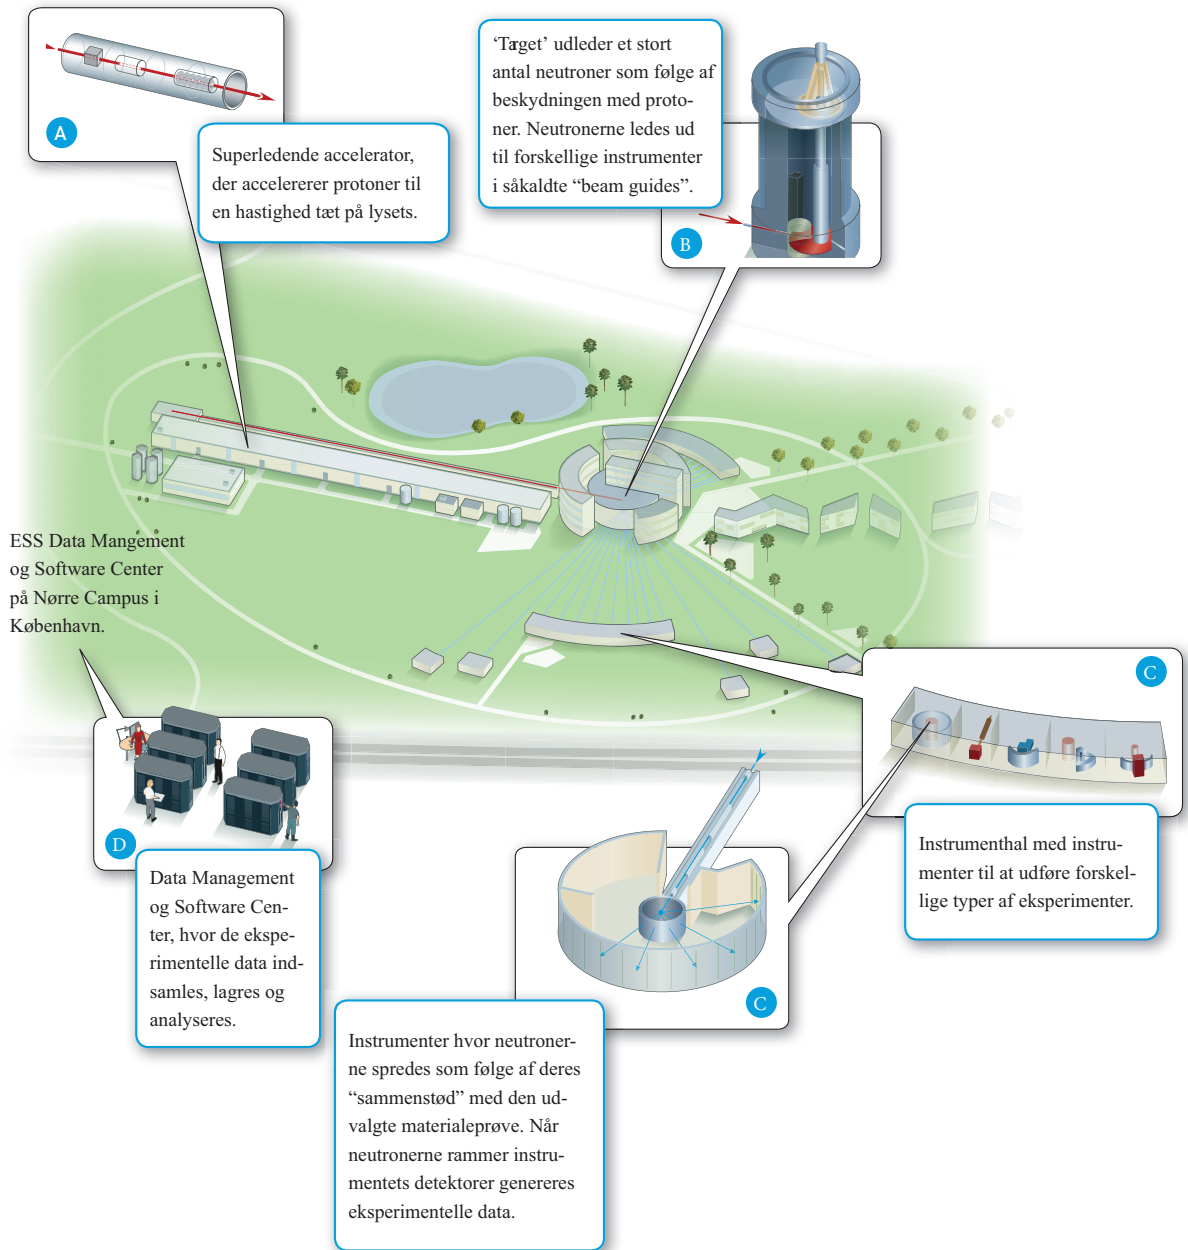 A
Superledende accelerator,
der accelererer protoner til
en hastighed tæt på lysets.
‘Target’ udleder et stort
antal neutroner som følge af
beskydningen med proto-
ner. Neutronerne ledes ud
til forskellige instrumenter
i såkaldte “beam guides”.
B
ESS Data Mangement
og Software Center
på Nørre Campus i
København.
D
Data Management
og Software Cen-
ter, hvor de ekspe-
rimentelle data ind-
samles, lagres og
analyseres.
C
Instrumenthal med instru-
menter til at udføre forskel-
lige typer af eksperimenter.
C
Instrumenter hvor neutroner-
ne spredes som følge af deres
“sammenstød” med den ud-
valgte materialeprøve. Når
neutronerne rammer instru-
mentets detektorer genereres
eksperimentelle data.